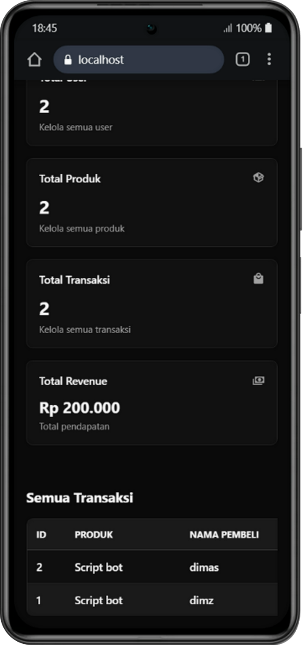 18:45
100%
localhost
1
2
Kelola semua user
Total Produk
2
Kelola semua produk
Total Transaksi
2
Kelola semua transaksi
Total Revenue
Rp 200.000
Total pendapatan
Semua Transaksi
ID PRODUK NAMA PEMBELI
2 Script bot dimas
1 Script bot dimz